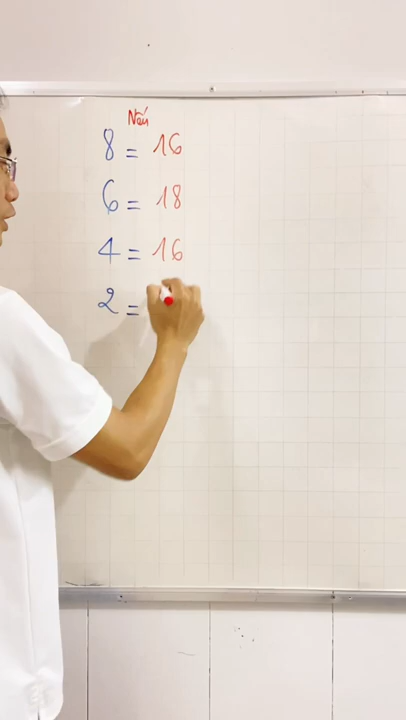 Nếu
8 = 16
6 = 18
4 = 16
2 =